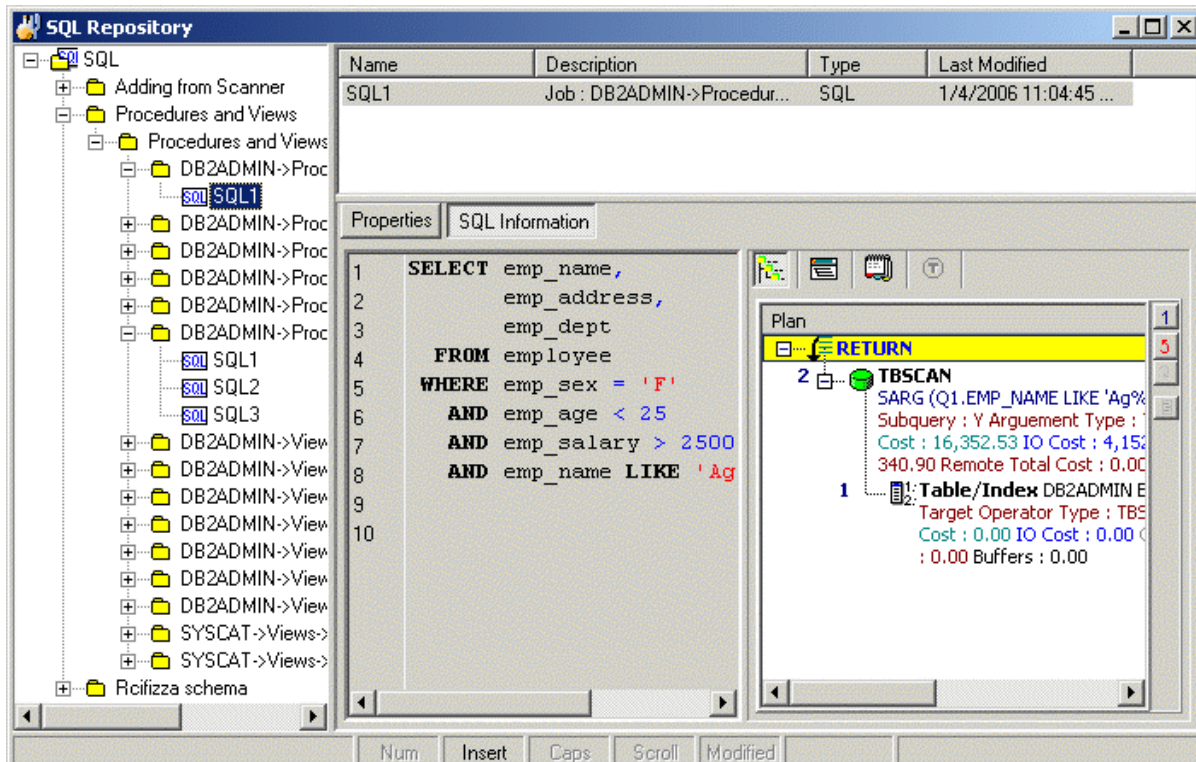 SQL Repository
SQL
Adding from Scanner
Procedures and Views
Procedures and Views
DB2ADMIN->Proc
SQL SQL1
DB2ADMIN->Proc
DB2ADMIN->Proc
DB2ADMIN->Proc
DB2ADMIN->Proc
DB2ADMIN->Proc
SQL SQL1
SQL SQL2
SQL SQL3
DB2ADMIN->View
DB2ADMIN->View
DB2ADMIN->View
DB2ADMIN->View
DB2ADMIN->View
DB2ADMIN->View
DB2ADMIN->View
SYSCAT->Views->
SYSCAT->Views->
Rcifizza schema
Name Description Type Last Modified
SQL1 Job : DB2ADMIN->Procedur... SQL 1/4/2006 11:04:45 ...
Properties SQL Information
1 SELECT emp_name,
2 emp_address,
3 emp_dept
4 FROM employee
5 WHERE emp_sex = 'F'
6 AND emp_age < 25
7 AND emp_salary > 2500
8 AND emp_name LIKE 'Ag
9
10
Plan
RETURN
2 TBSCAN
SARG (Q1.EMP_NAME LIKE 'Ag%
Subquery : Y Arguement Type :
Cost : 16,352.53 IO Cost : 4,152
340.90 Remote Total Cost : 0.00
1 Table/Index DB2ADMIN E
Target Operator Type : TBS
Cost : 0.00 IO Cost : 0.00
: 0.00 Buffers : 0.00
1
5
Num Insert Caps Scroll Modified